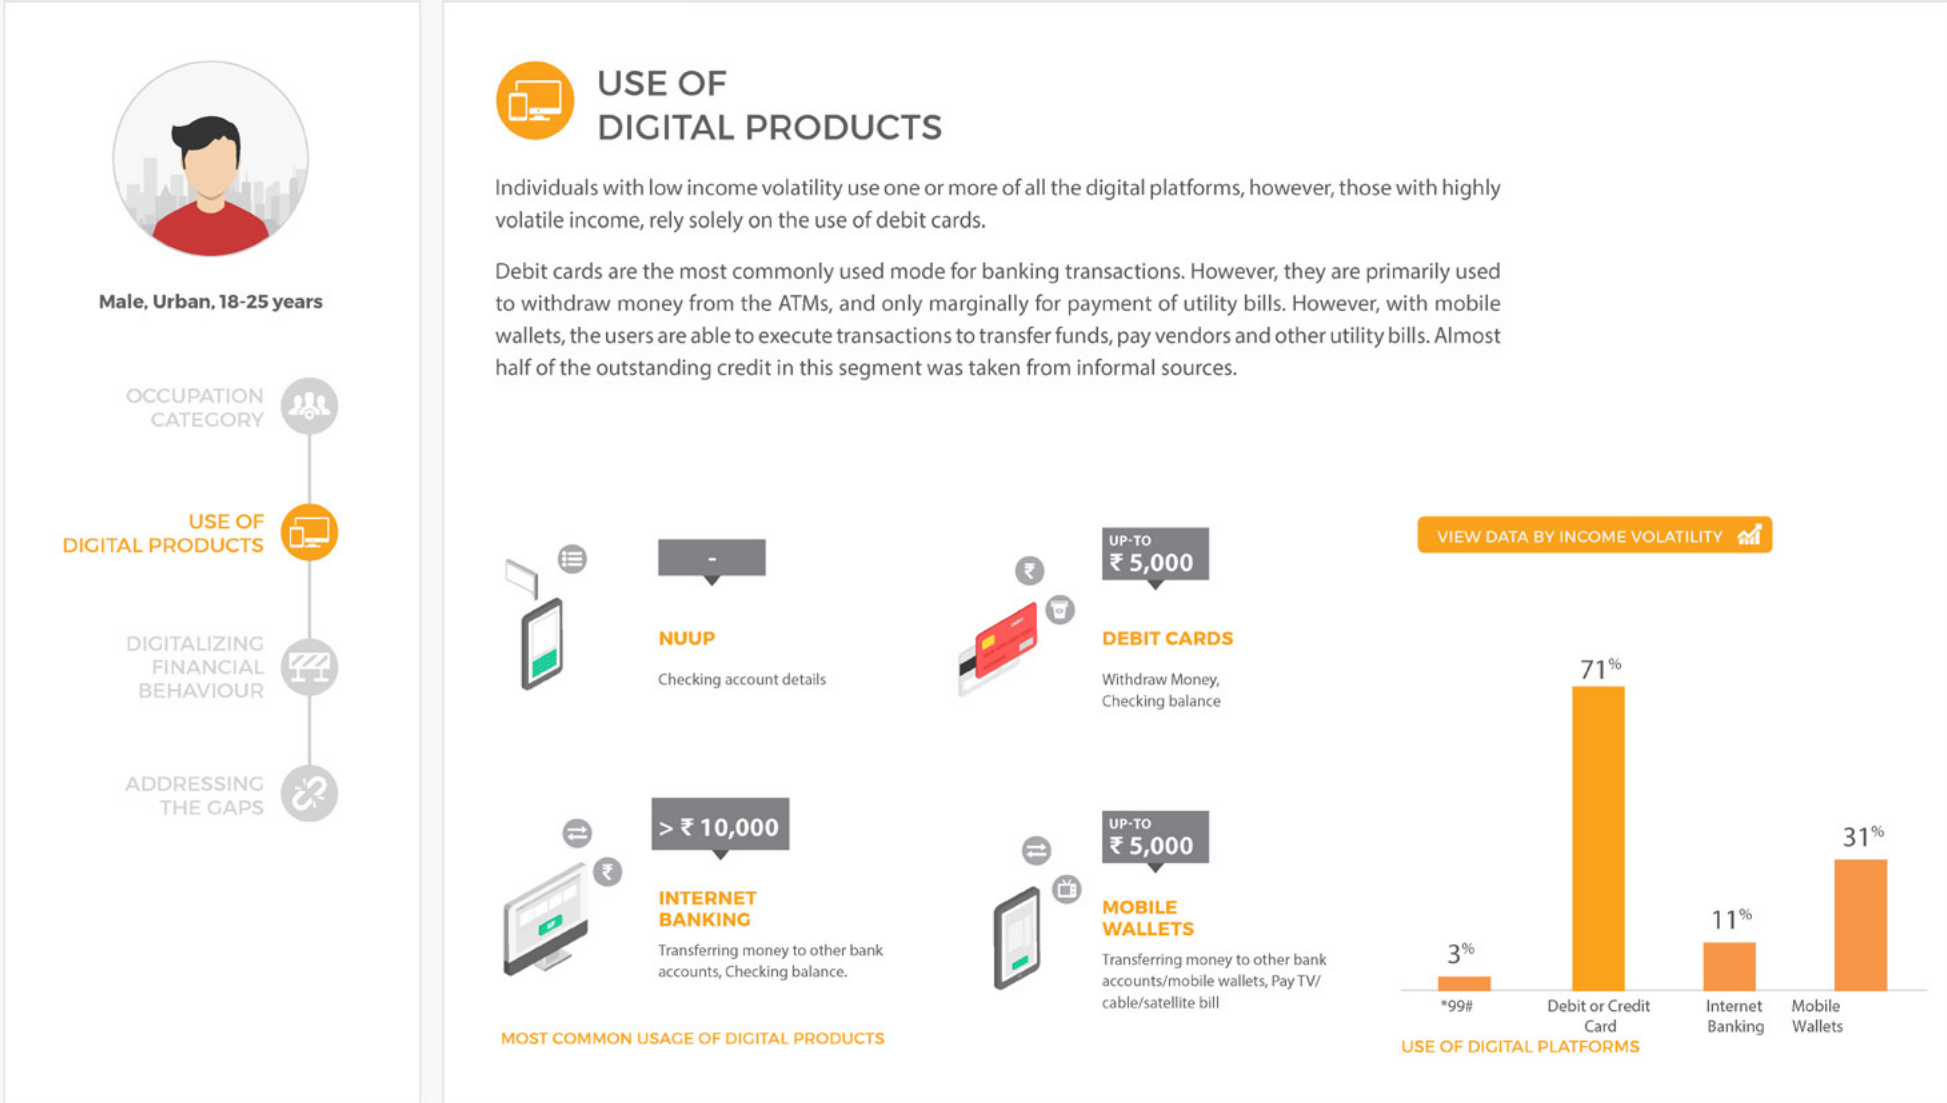 Male, Urban, 18-25 years
OCCUPATION
CATEGORY
USE OF
DIGITAL PRODUCTS
DIGITALIZING
FINANCIAL
BEHAVIOUR
ADDRESSING
THE GAPS
USE OF
DIGITAL PRODUCTS
Individuals with low income volatility use one or more of all the digital platforms, however, those with highly
volatile income, rely solely on the use of debit cards.
Debit cards are the most commonly used mode for banking transactions. However, they are primarily used
to withdraw money from the ATMs, and only marginally for payment of utility bills. However, with mobile
wallets, the users are able to execute transactions to transfer funds, pay vendors and other utility bills. Almost
half of the outstanding credit in this segment was taken from informal sources.
-
NUUP
Checking account details
UP-TO
₹ 5,000
DEBIT CARDS
Withdraw Money,
Checking balance
> ₹ 10,000
INTERNET
BANKING
Transferring money to other bank
accounts, Checking balance.
UP-TO
₹ 5,000
MOBILE
WALLETS
Transferring money to other bank
accounts/mobile wallets, Pay TV/
cable/satellite bill
MOST COMMON USAGE OF DIGITAL PRODUCTS
VIEW DATA BY INCOME VOLATILITY
3%
71%
11%
31%
*99#
Debit or Credit
Card
Internet
Banking
Mobile
Wallets
USE OF DIGITAL PLATFORMS